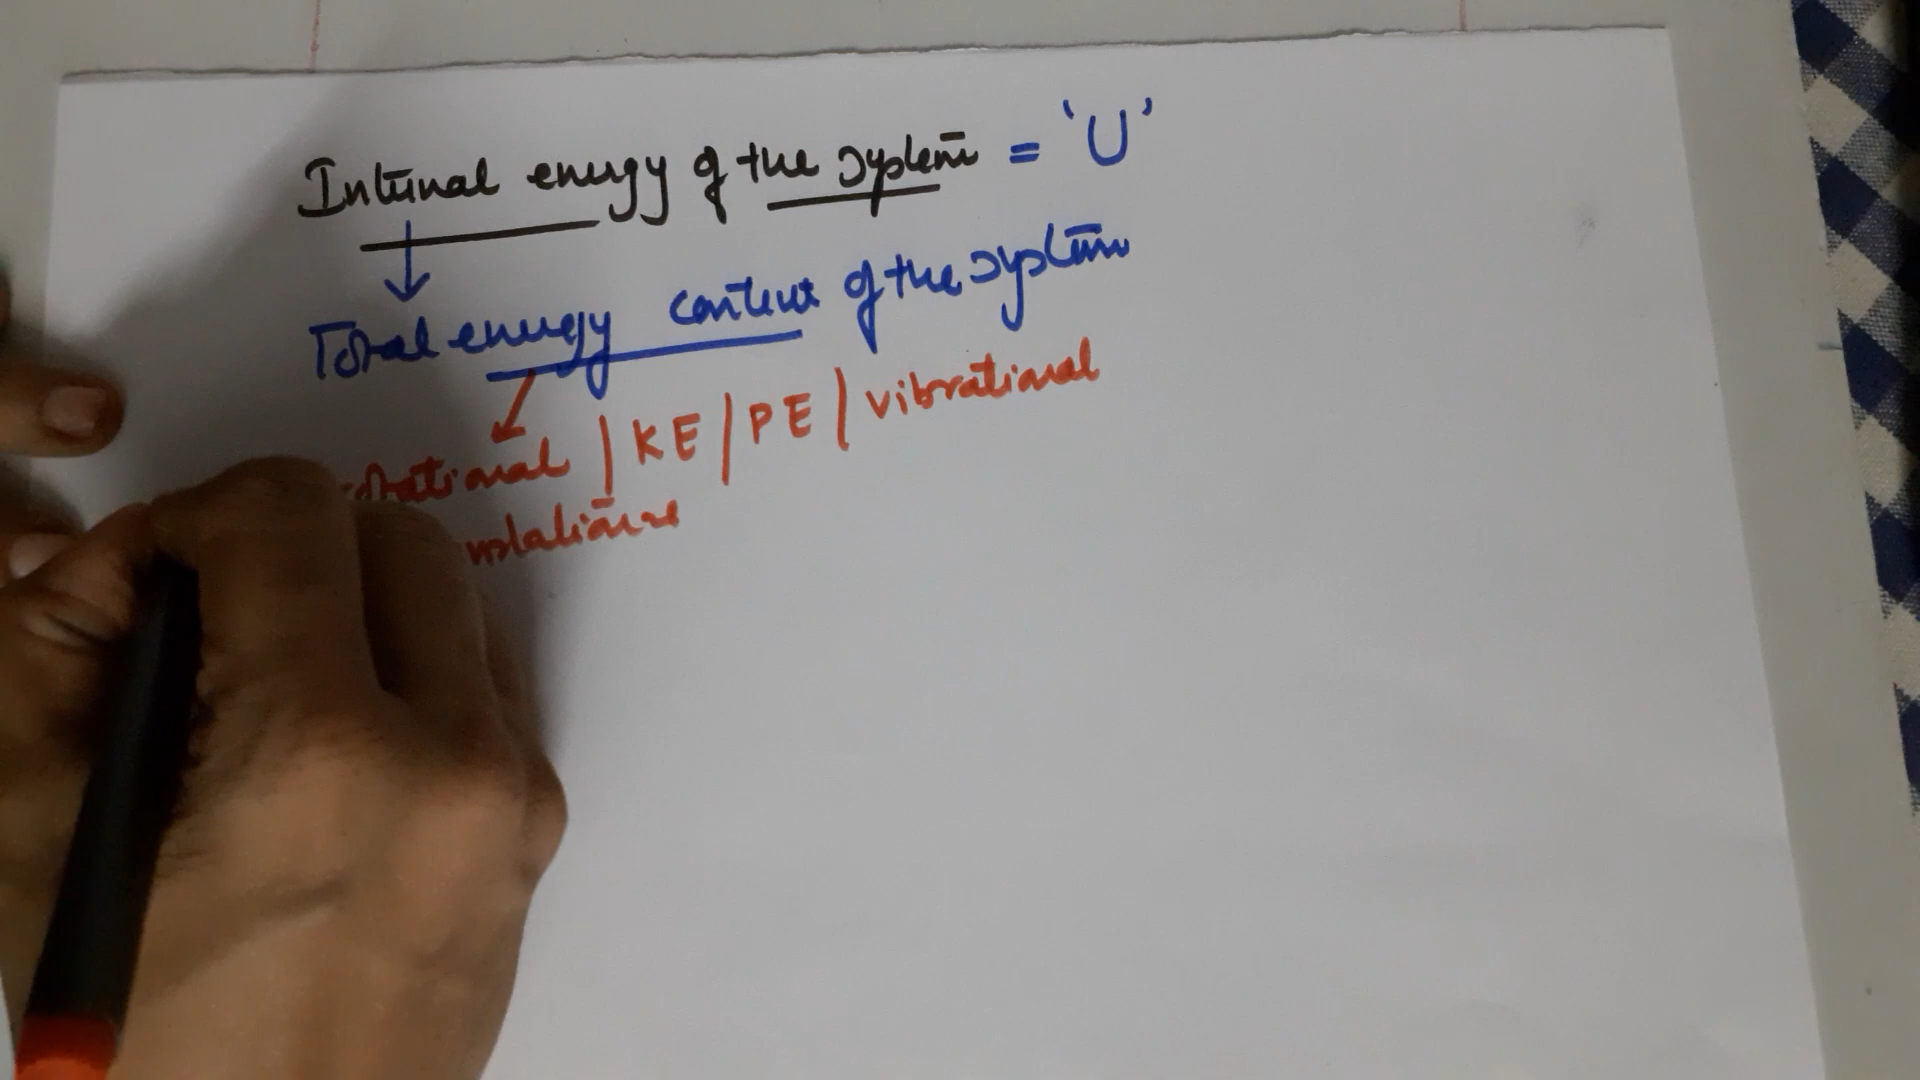 Internal energy of the system = 'U'
Total energy content of the system
rotational | KE | PE | vibrational